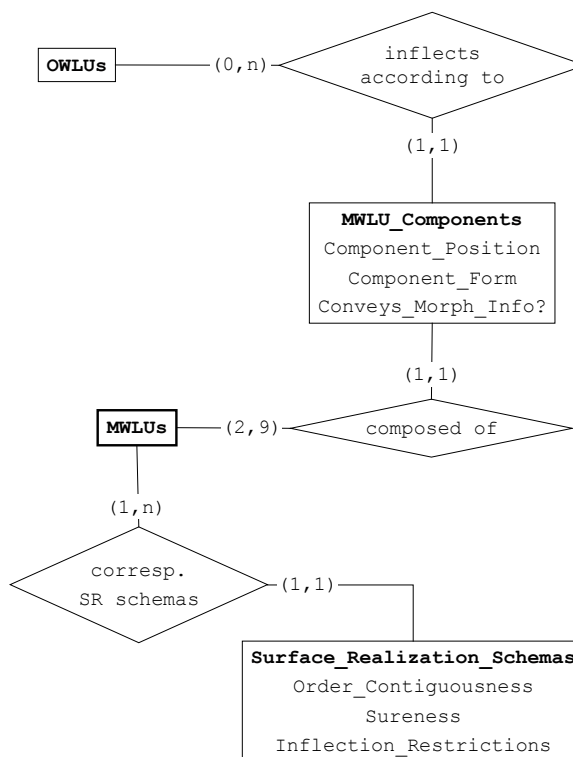 inflects
according to
OWLUs
(0,n)
(1,1)
MWLU_Components
Component_Position
Component_Form
Conveys_Morph_Info?
(1,1)
MWLUs
(2,9)
composed of
(1,n)
corresp.
SR schemas
(1,1)
Surface_Realization_Schemas
Order_Contiguousness
Sureness
Inflection_Restrictions